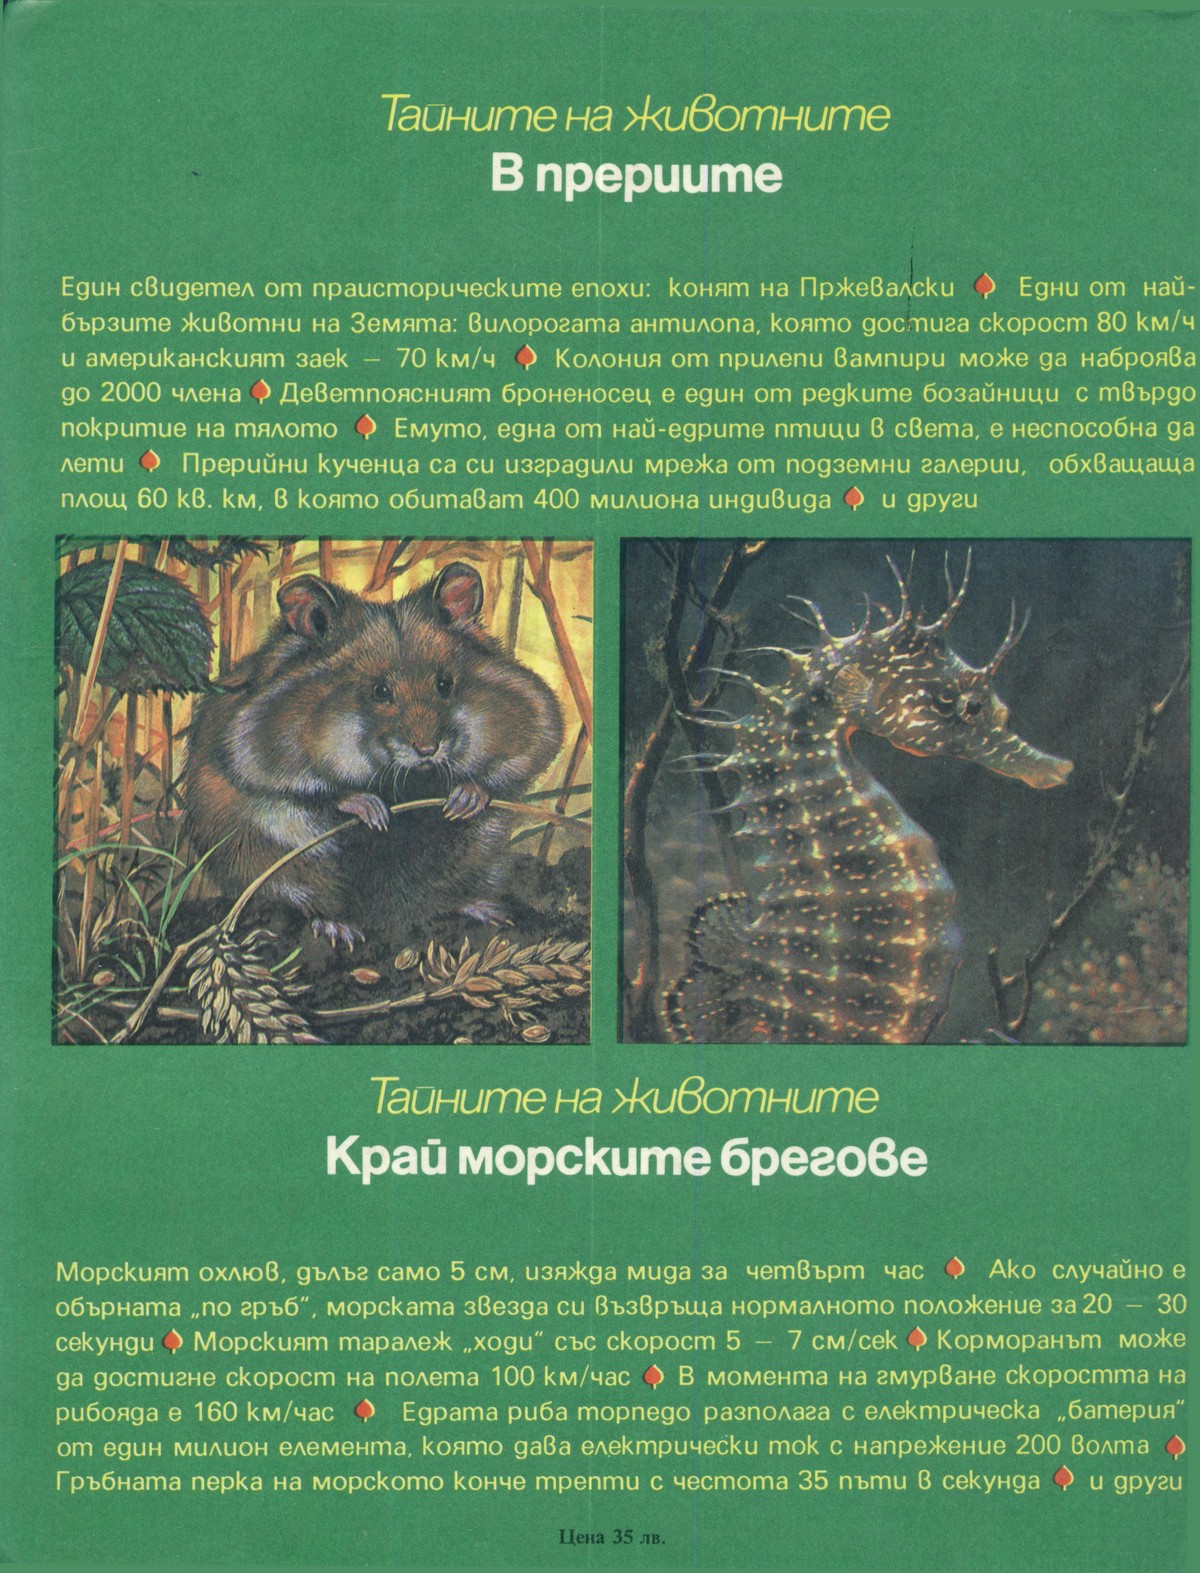 Тайните на животните
В прериите
Един свидетел от праисторическите епохи: конят на Пржевалски ♠ Едни от най-
бързите животни на Земята: вилорогата антилопа, която достига скорост 80 км/ч
и американският заек – 70 км/ч ♠ Колония от прилепи вампири може да наброява
до 2000 члена ♠ Деветпоясният броненосец е един от редките бозайници с твърдо
покритие на тялото ♠ Емуто, една от най-едрите птици в света, е неспособна да
лети ♠ Прерийни кученца са си изградили мрежа от подземни галерии, обхващаща
площ 60 кв. км, в която обитават 400 милиона индивида ♠ и други
Тайните на животните
Край морските брегове
Морският охлюв, дълъг само 5 см, изяжда мида за четвърт час ♠ Ако случайно е
обърната „по гръб“, морската звезда си възвръща нормалното положение за 20 – 30
секунди ♠ Морският таралеж „ходи“ със скорост 5 – 7 см/сек ♠ Корморанът може
да достигне скорост на полета 100 км/час ♠ В момента на гмурване скоростта на
рибояда е 160 км/час ♠ Едрата риба торпедо разполага с електрическа „батерия“
от един милион елемента, която дава електрически ток с напрежение 200 волта ♠
Гръбната перка на морското конче трепти с честота 35 пъти в секунда ♠ и други
Цена 35 лв.